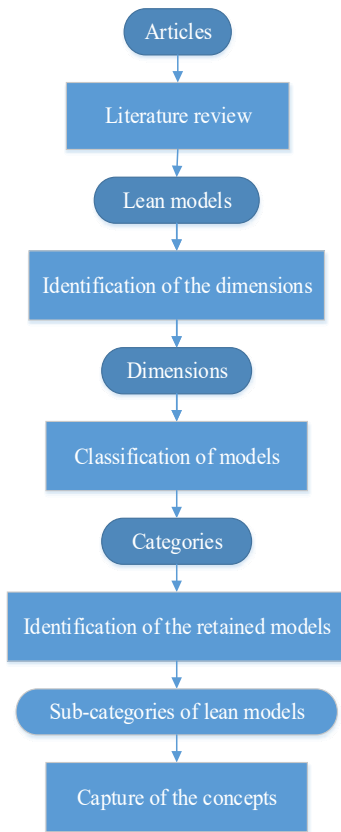 Articles
Literature review
Lean models
Identification of the dimensions
Dimensions
Classification of models
Categories
Identification of the retained models
Sub-categories of lean models
Capture of the concepts